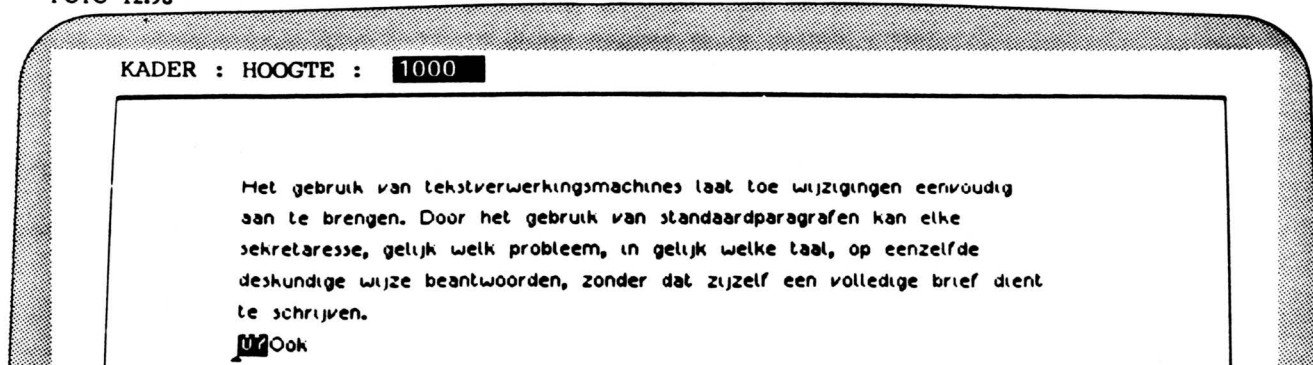 KADER : HOOGTE : 1000
Het gebruik van tekstverwerkingsmachines laat toe wijzigingen eenvoudig
aan te brengen. Door het gebruik van standaardparagrafen kan elke
sekretaresse, gelijk welk probleem, in gelijk welke taal, op eenzelfde
deskundige wijze beantwoorden, zonder dat zijzelf een volledige brief dient
te schrijven.
Ook